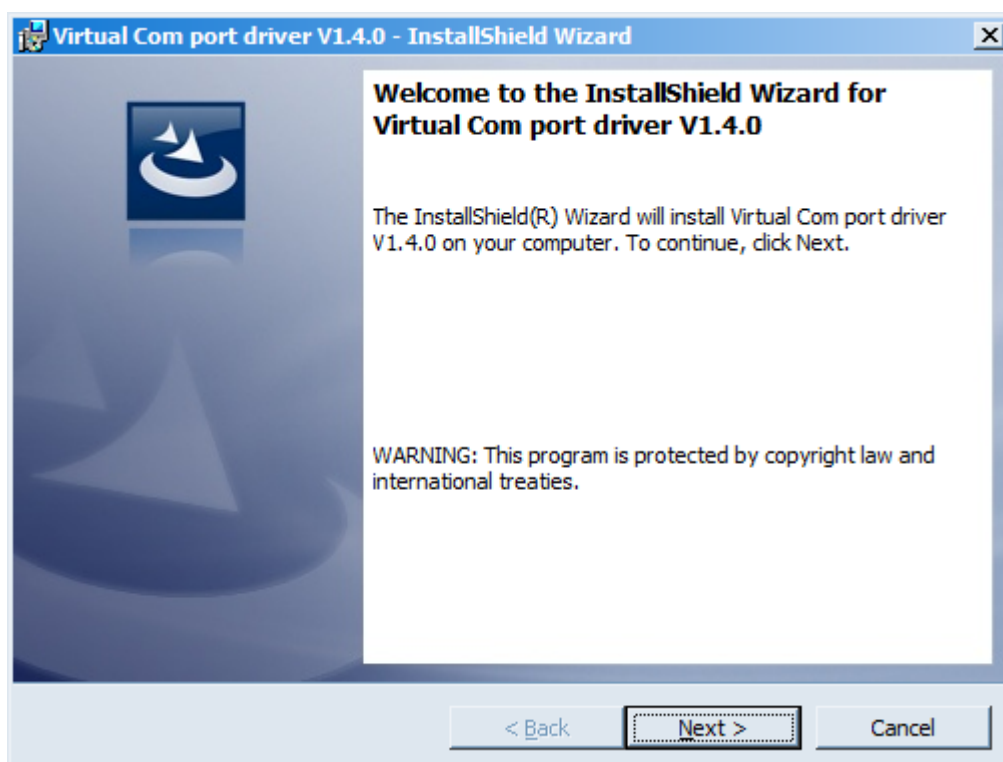 Virtual Com port driver V1.4.0 - InstallShield Wizard
Welcome to the InstallShield Wizard for
Virtual Com port driver V1.4.0
The InstallShield(R) Wizard will install Virtual Com port driver
V1.4.0 on your computer. To continue, click Next.
WARNING: This program is protected by copyright law and
international treaties.
< Back
Next >
Cancel